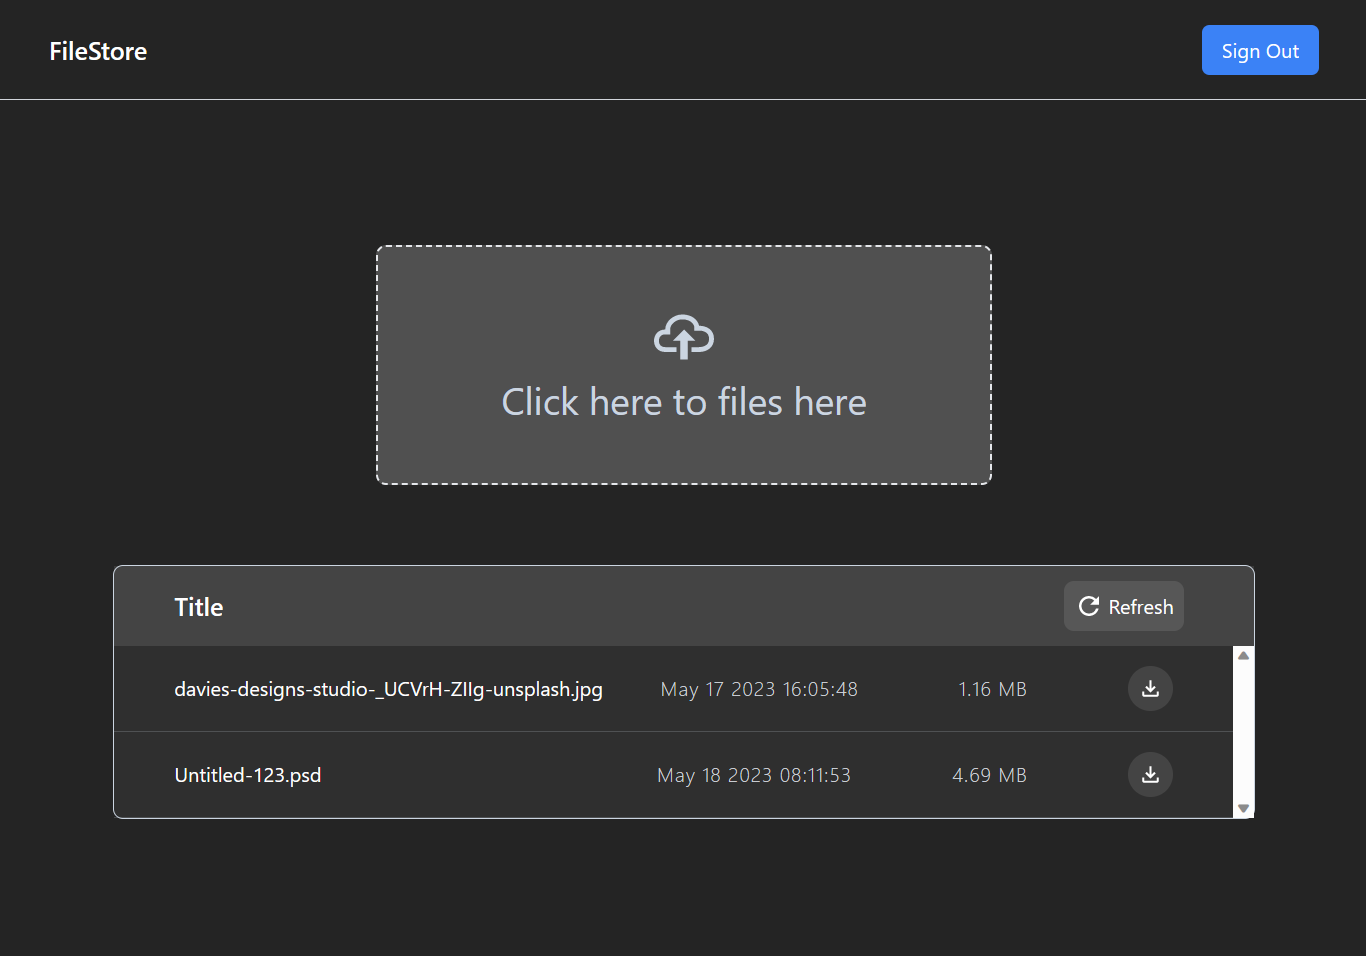 FileStore
Sign Out
Click here to files here
Title
Refresh
davies-designs-studio-_UCVrH-ZIIg-unsplash.jpg May 17 2023 16:05:48 1.16 MB
Untitled-123.psd May 18 2023 08:11:53 4.69 MB